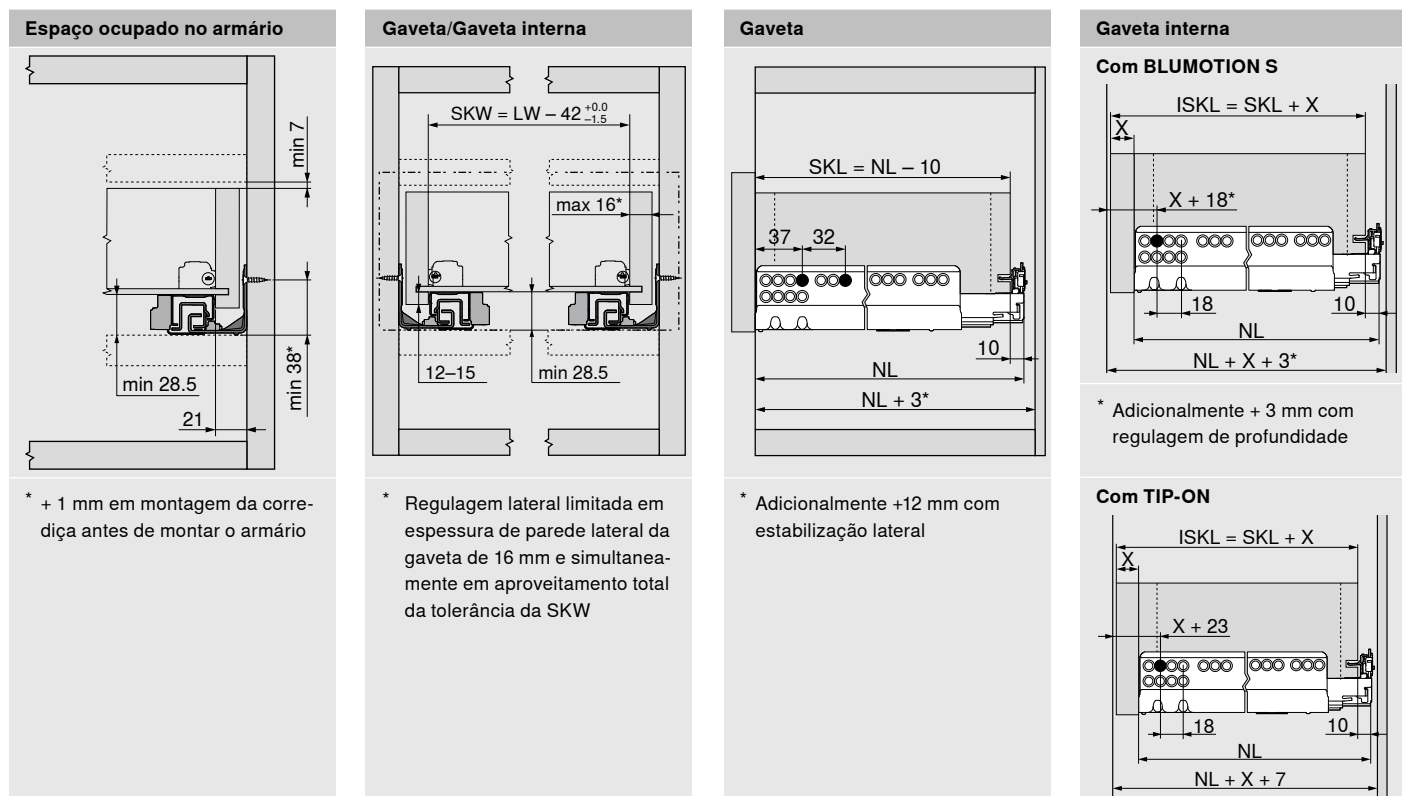 Espaço ocupado no armário
min 7
min 38*
min 28.5
21
* + 1 mm em montagem da corre-
diça antes de montar o armário
Gaveta/Gaveta interna
SKW = LW – 42 +0.0 –1.5
max 16*
12–15
min 28.5
* Regulagem lateral limitada em
espessura de parede lateral da
gaveta de 16 mm e simultanea-
mente em aproveitamento total
da tolerância da SKW
Gaveta
SKL = NL – 10
37
32
10
NL
NL + 3*
* Adicionalmente +12 mm com
estabilização lateral
Gaveta interna
Com BLUMOTION S
ISKL = SKL + X
X
X + 18*
18
10
NL
NL + X + 3*
* Adicionalmente + 3 mm com
regulagem de profundidade
Com TIP-ON
ISKL = SKL + X
X
X + 23
18
10
NL
NL + X + 7